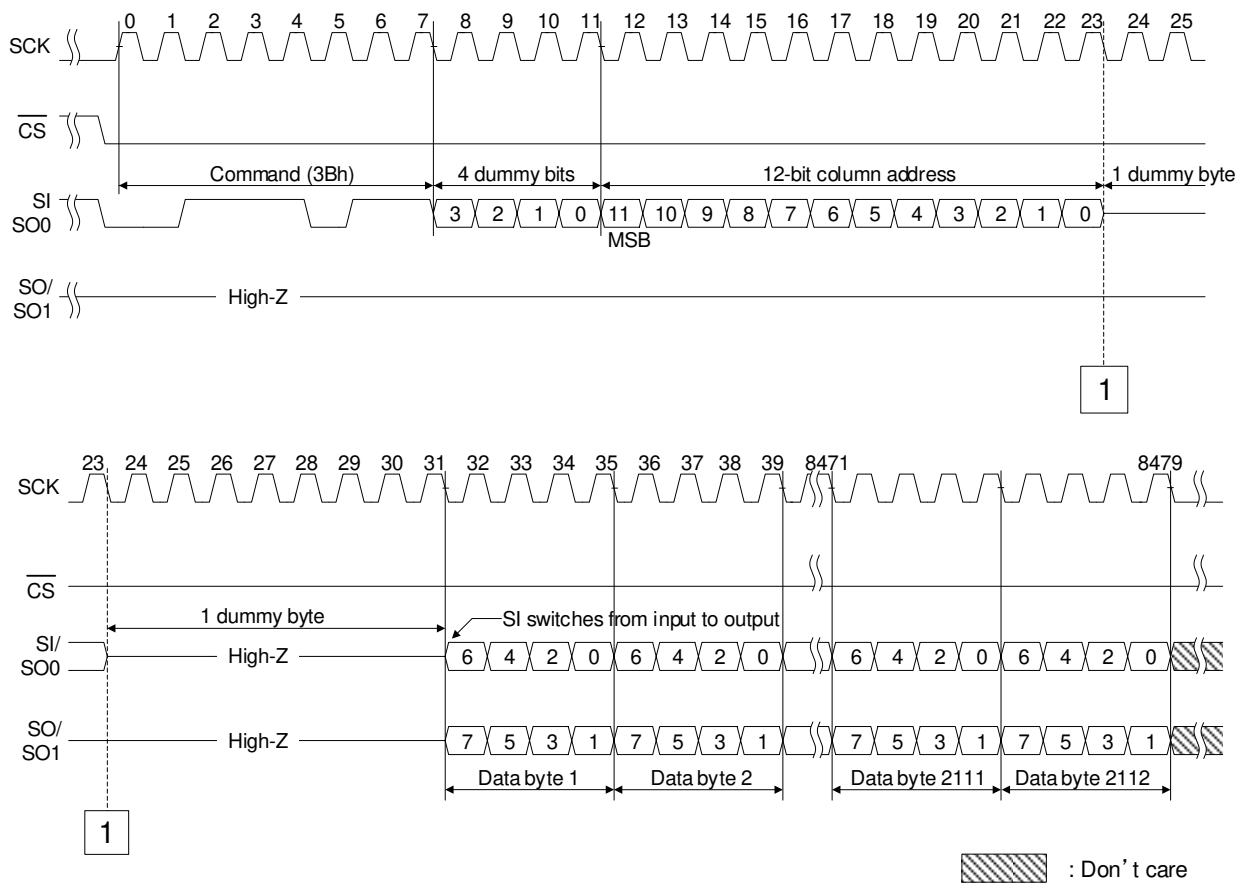 0 1 2 3 4 5 6 7 8 9 10 11 12 13 14 15 16 17 18 19 20 21 22 23 24 25
SCK
CS
Command (3Bh) 4 dummy bits 12-bit column address 1 dummy byte
SI
SO0
3 2 1 0 11 10 9 8 7 6 5 4 3 2 1 0
MSB
SO/
SO1
High-Z
1
23 24 25 26 27 28 29 30 31 32 33 34 35 36 37 38 39 8471 8479
SCK
CS
1 dummy byte SI switches from input to output
SI/
SO0
High-Z 6 4 2 0 6 4 2 0 6 4 2 0 6 4 2 0
SO/
SO1
High-Z 7 5 3 1 7 5 3 1 7 5 3 1 7 5 3 1
Data byte 1 Data byte 2 Data byte 2111 Data byte 2112
1
: Don't care